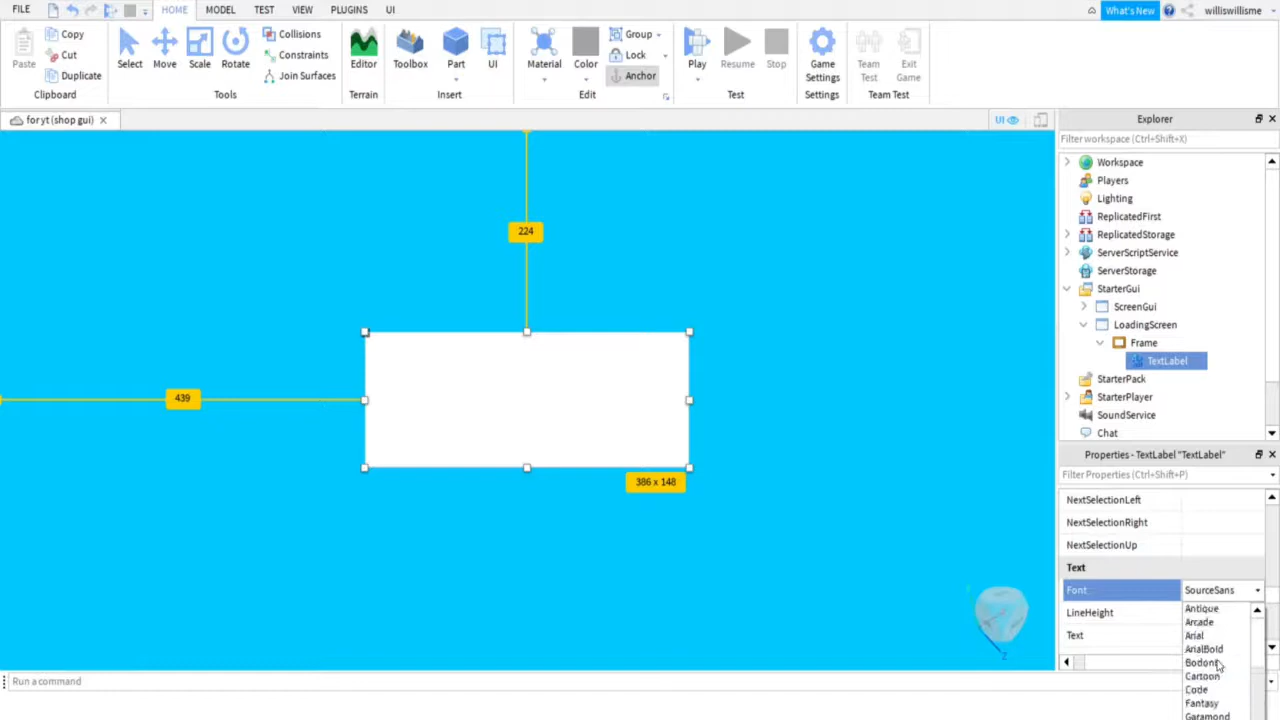 FILE HOME MODEL TEST VIEW PLUGINS UI What's New williswillisme
Copy Collisions Group
Cut Constraints Lock
Paste Duplicate Join Surfaces Anchor
Select Move Scale Rotate Editor Toolbox Part UI Material Color Play Resume Stop Game Settings Team Test Exit Game
Clipboard Tools Terrain Insert Edit Test Settings Team Test
for yt (shop gui) UI
224
439
386 x 148
Explorer
Filter workspace (Ctrl+Shift+X)
Workspace
Players
Lighting
ReplicatedFirst
ReplicatedStorage
ServerScriptService
ServerStorage
StarterGui
ScreenGui
LoadingScreen
Frame
TextLabel
StarterPack
StarterPlayer
SoundService
Chat
Properties - TextLabel "TextLabel"
Filter Properties (Ctrl+Shift+P)
NextSelectionLeft
NextSelectionRight
NextSelectionUp
Text
Font SourceSans
LineHeight
Text
Antique
Arcade
Arial
ArialBold
Bodoni
Cartoon
Code
Fantasy
Garamond
Z
Run a command